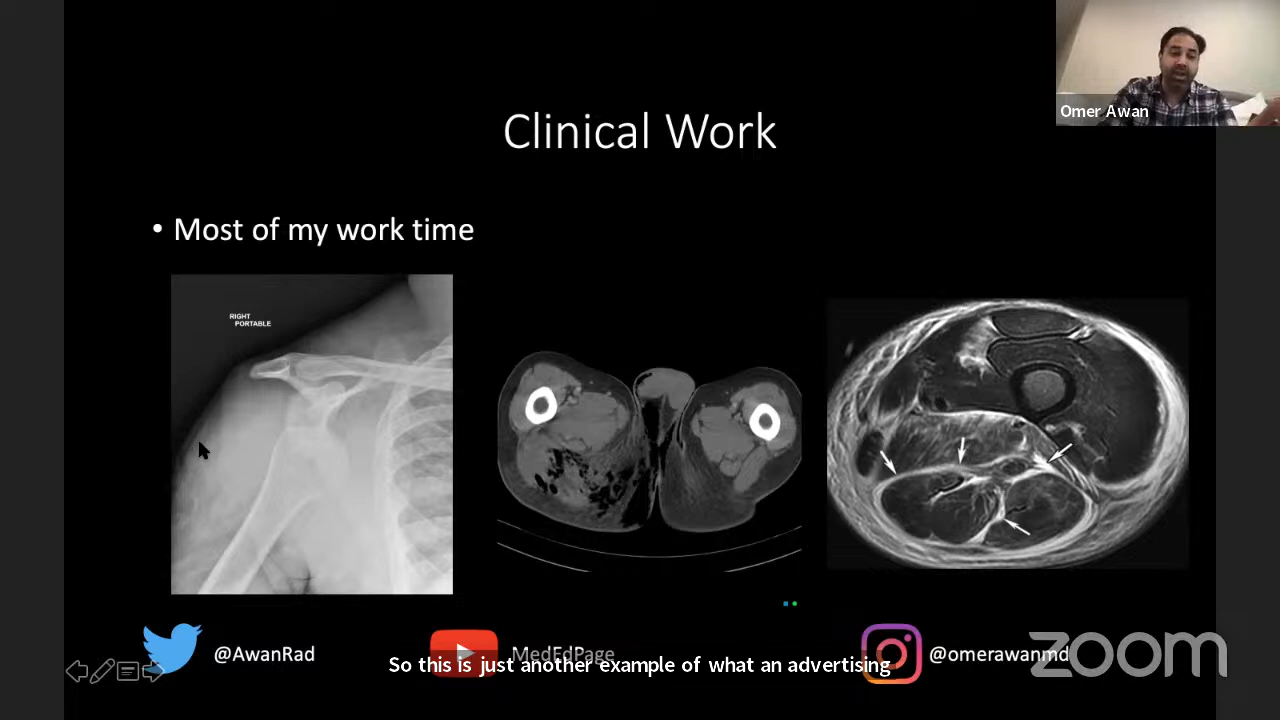 Omer Awan
Clinical Work
• Most of my work time
RIGHT
PORTABLE
@AwanRad
MedEdPage
@omerawanmd
zoom
So this is just another example of what an advertising